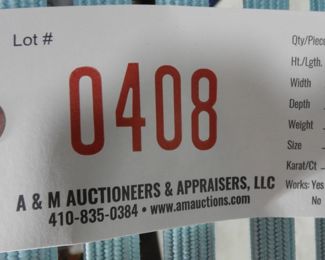 Lot #
0408
A & M AUCTIONEERS & APPRAISERS, LLC
410-835-0384 • www.amauctions.com
Qty/Piece
Ht./Lgth.
Width
Depth
Weight
Size
Karat/Ct
Works: Yes
No